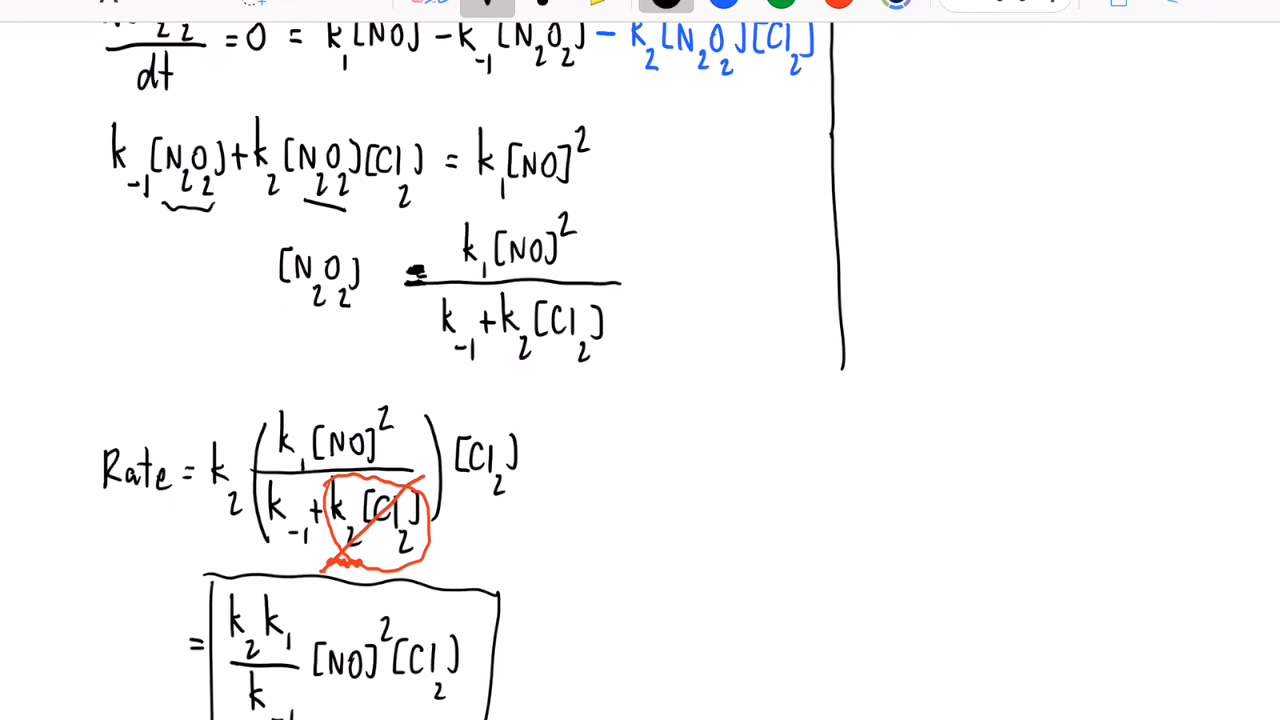 dt = 0 = k₁[NO] - k₋₁[N₂O₂] - k₂[N₂O₂][Cl₂]
k₋₁[N₂O₂] + k₂[N₂O₂][Cl₂] = k₁[NO]²
[N₂O₂] = k₁[NO]² / k₋₁ + k₂[Cl₂]
Rate = k₂ (k₁[NO]² / k₋₁ + k₂[Cl₂]) [Cl₂]
= k₂k₁ / k₋₁ [NO]²[Cl₂]